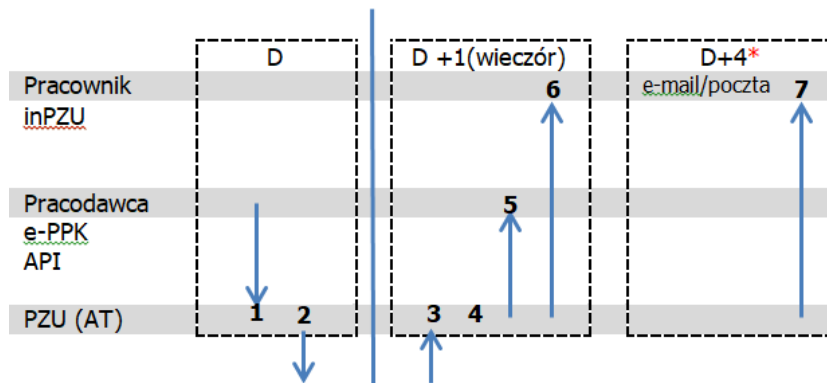 D D +1(wieczór) D+4*
Pracownik 6 e-mail/poczta 7
inPZU
Pracodawca 5
e-PPK
API
PZU (AT) 1 2 3 4